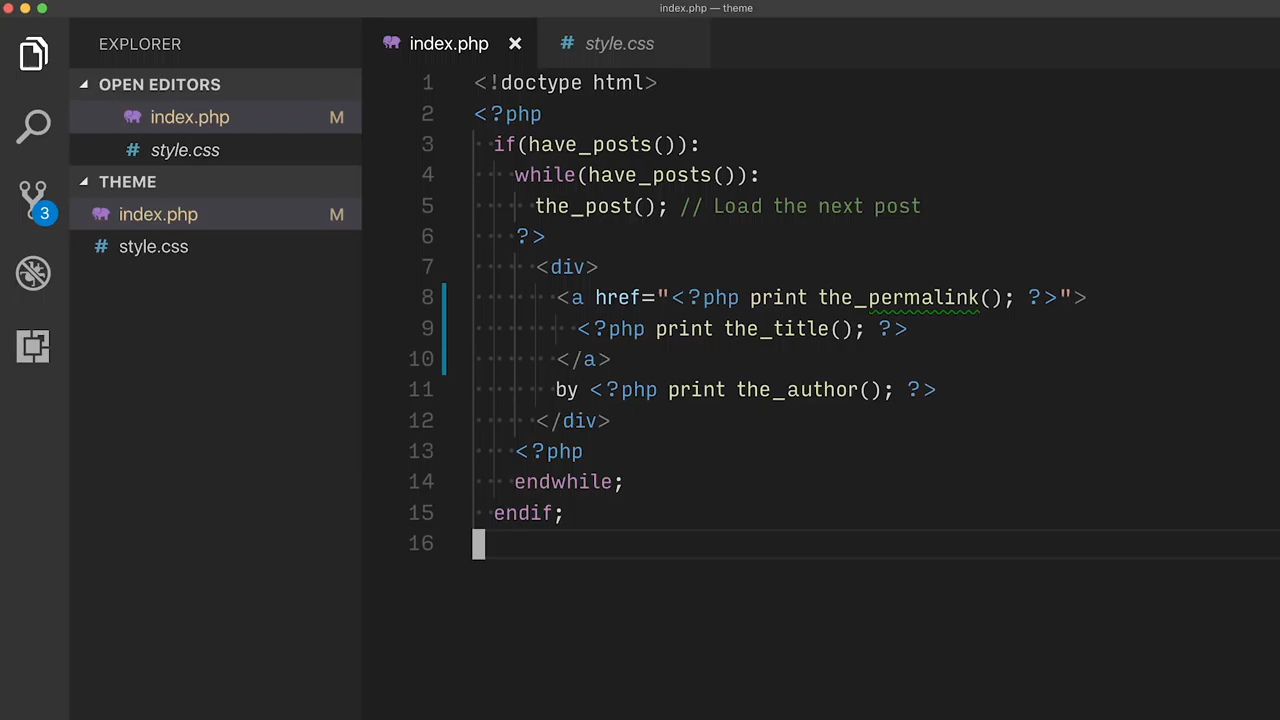 index.php — theme
EXPLORER
OPEN EDITORS
index.php M
style.css
THEME
index.php M
style.css
3
index.php
style.css
1 <!doctype html>
2 <?php
3 if(have_posts()):
4 while(have_posts()):
5 the_post(); // Load the next post
6 ?>
7 <div>
8 <a href="<?php print the_permalink(); ?>">
9 <?php print the_title(); ?>
10 </a>
11 by <?php print the_author(); ?>
12 </div>
13 <?php
14 endwhile;
15 endif;
16